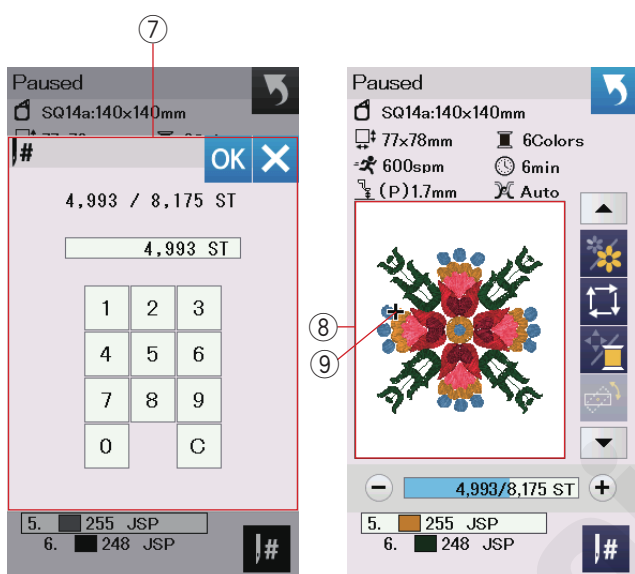 ⑦
Paused
SQ14a:140×140mm
#
OK
4,993 / 8,175 ST
4,993 ST
1 2 3
4 5 6
7 8 9
0 C
5. 255 JSP
6. 248 JSP
#
Paused
SQ14a:140×140mm
77×78mm 6Colors
600spm 6min
(P)1.7mm Auto
⑧
⑨
4,993/8,175 ST
5. 255 JSP
6. 248 JSP
#